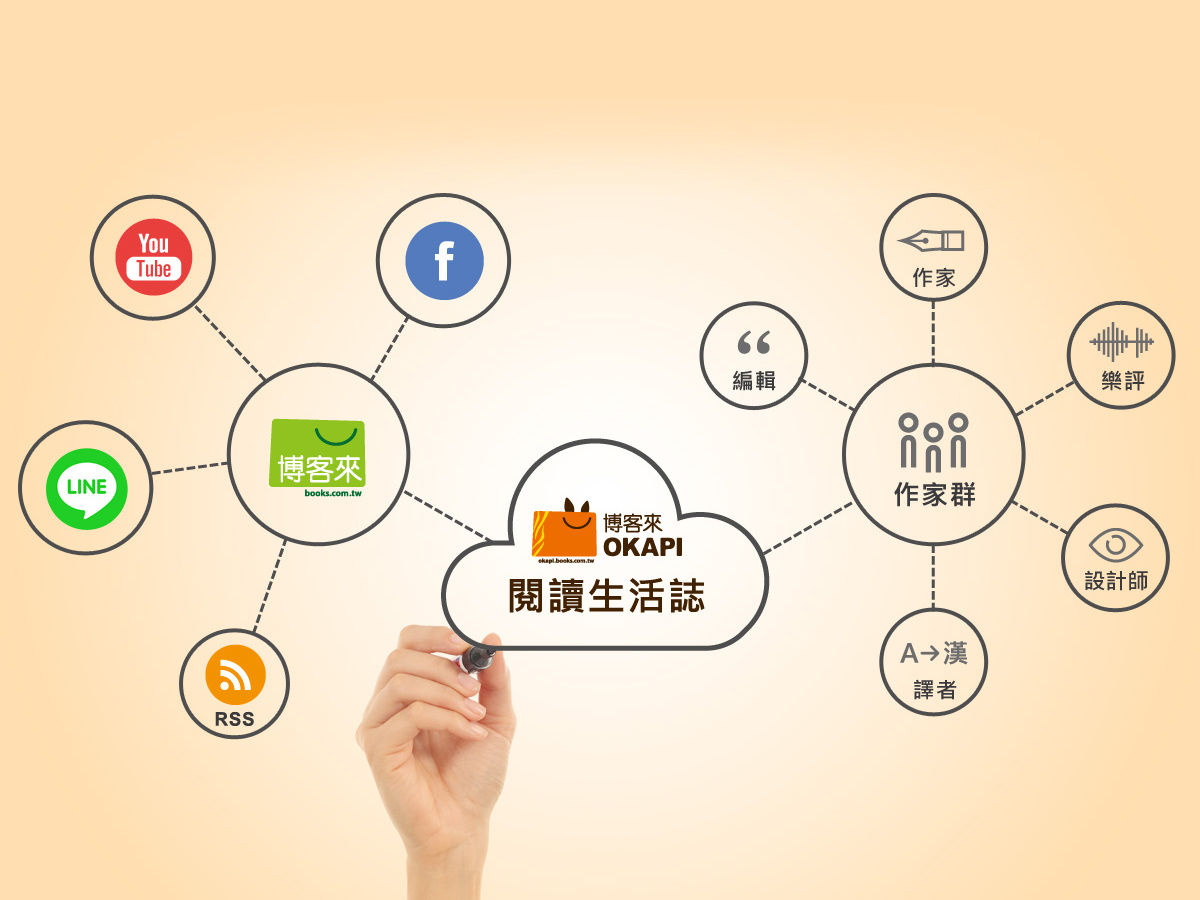 You
Tube
f
作家
編輯
樂評
博客來
books.com.tw
LINE
作家群
博客來
OKAPI
okapi.books.com.tw
閱讀生活誌
設計師
A→漢
譯者
RSS